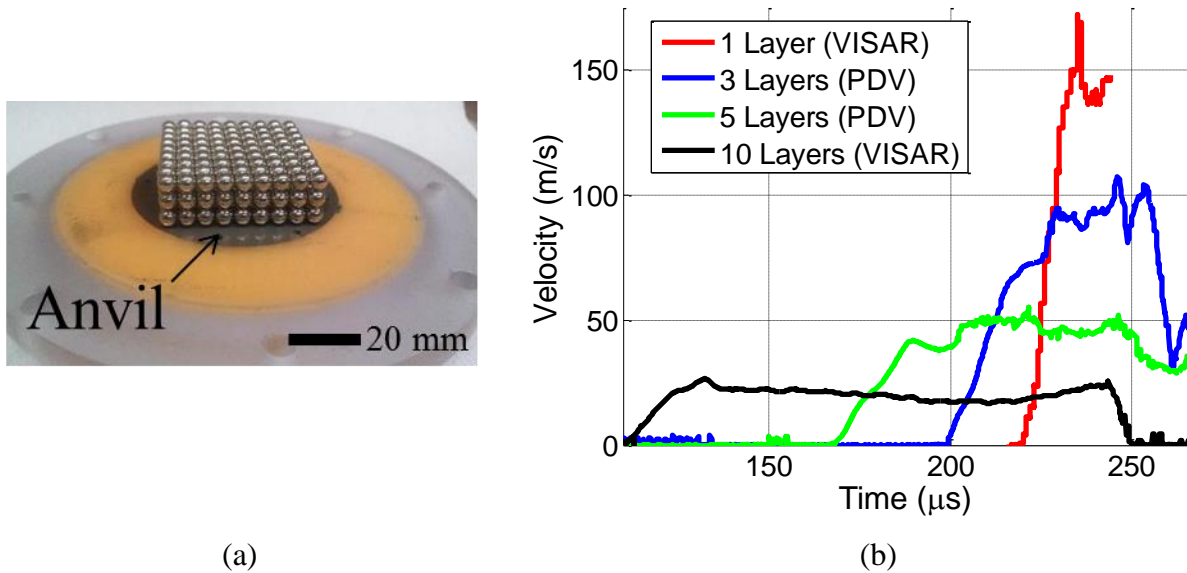 Anvil
20 mm
(a)
1 Layer (VISAR)
3 Layers (PDV)
5 Layers (PDV)
10 Layers (VISAR)
Velocity (m/s)
150
100
50
0
150
200
250
Time (μs)
(b)